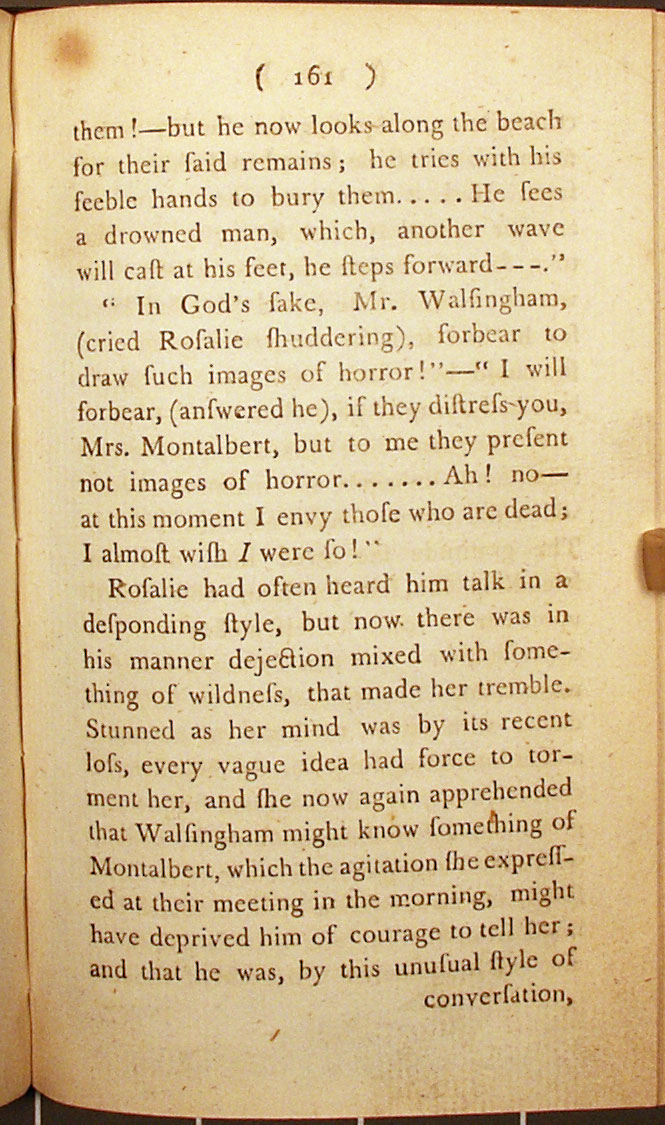 ( 161 )
them !—but he now looks along the beach
for their ſaid remains ; he tries with his
feeble hands to bury them..... He ſees
a drowned man, which, another wave
will caſt at his feet, he ſteps forward---."
" In God's ſake, Mr. Walſingham,
(cried Roſalie ſhuddering), forbear to
draw ſuch images of horror!"—" I will
forbear, (anſwered he), if they diſtreſs you,
Mrs. Montalbert, but to me they preſent
not images of horror....... Ah! no—
at this moment I envy thoſe who are dead;
I almoſt wiſh I were ſo!"
Roſalie had often heard him talk in a
deſponding ſtyle, but now. there was in
his manner dejection mixed with ſome-
thing of wildneſs, that made her tremble.
Stunned as her mind was by its recent
loſs, every vague idea had force to tor-
ment her, and ſhe now again apprehended
that Walſingham might know ſomething of
Montalbert, which the agitation ſhe expreſſ-
ed at their meeting in the morning, might
have deprived him of courage to tell her;
and that he was, by this unuſual ſtyle of
converſation,